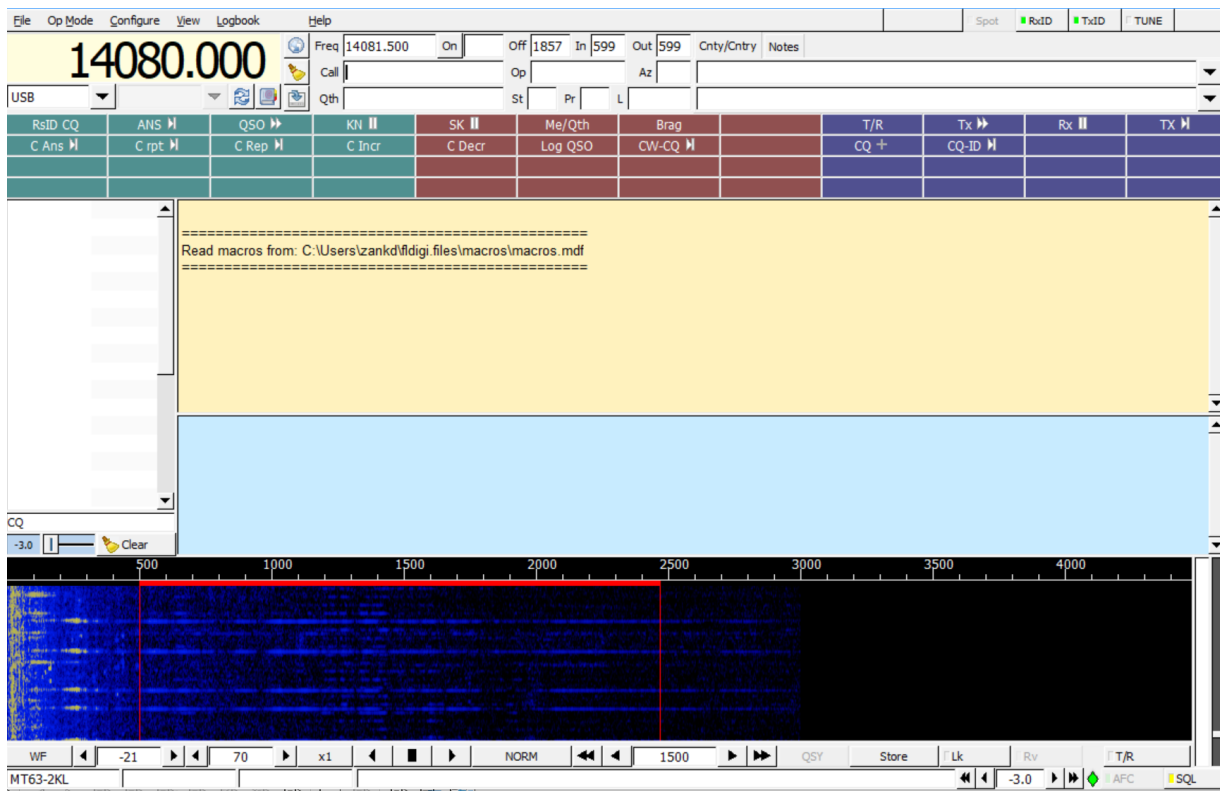 File Op Mode Configure View Logbook Help Spot RxID TxID TUNE
14080.000 Freq 14081.500 On Off 1857 In 599 Out 599 Cnty/Cntry Notes
Call Op Az
USB Qth St Pr L
RsID CQ ANS QSO KN SK Me/Qth Brag T/R Tx Rx TX
C Ans C rpt C Rep C Incr C Decr Log QSO CW-CQ CQ CQ-ID
================================================
Read macros from: C:\Users\zankd\fldigi.files\macros\macros.mdf
================================================
CQ
-3.0 Clear
500 1000 1500 2000 2500 3000 3500 4000
WF -21 70 x1 NORM 1500 QSY Store Lk Rv T/R
MT63-2KL -3.0 AFC SQL